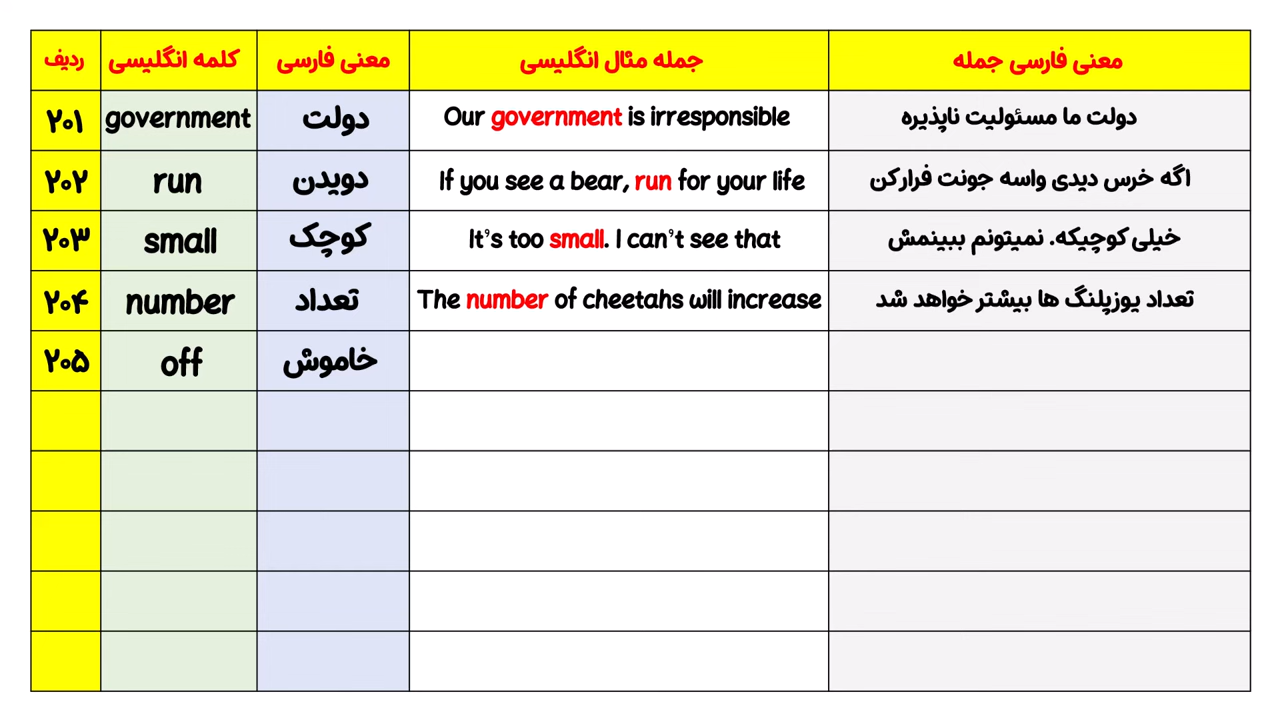 ردیف کلمه انگلیسی معنی فارسی جمله مثال انگلیسی معنی فارسی جمله
۲۰۱ government دولت Our government is irresponsible دولت ما مسئولیت ناپذیره
۲۰۲ run دویدن If you see a bear, run for your life اگه خرس دیدی واسه جونت فرارکن
۲۰۳ small کوچک It's too small. I can't see that خیلی کوچیکه. نمیتونم ببینمش
۲۰۴ number تعداد The number of cheetahs will increase تعداد یوزپلنگ ها بیشتر خواهد شد
۲۰۵ off خاموش